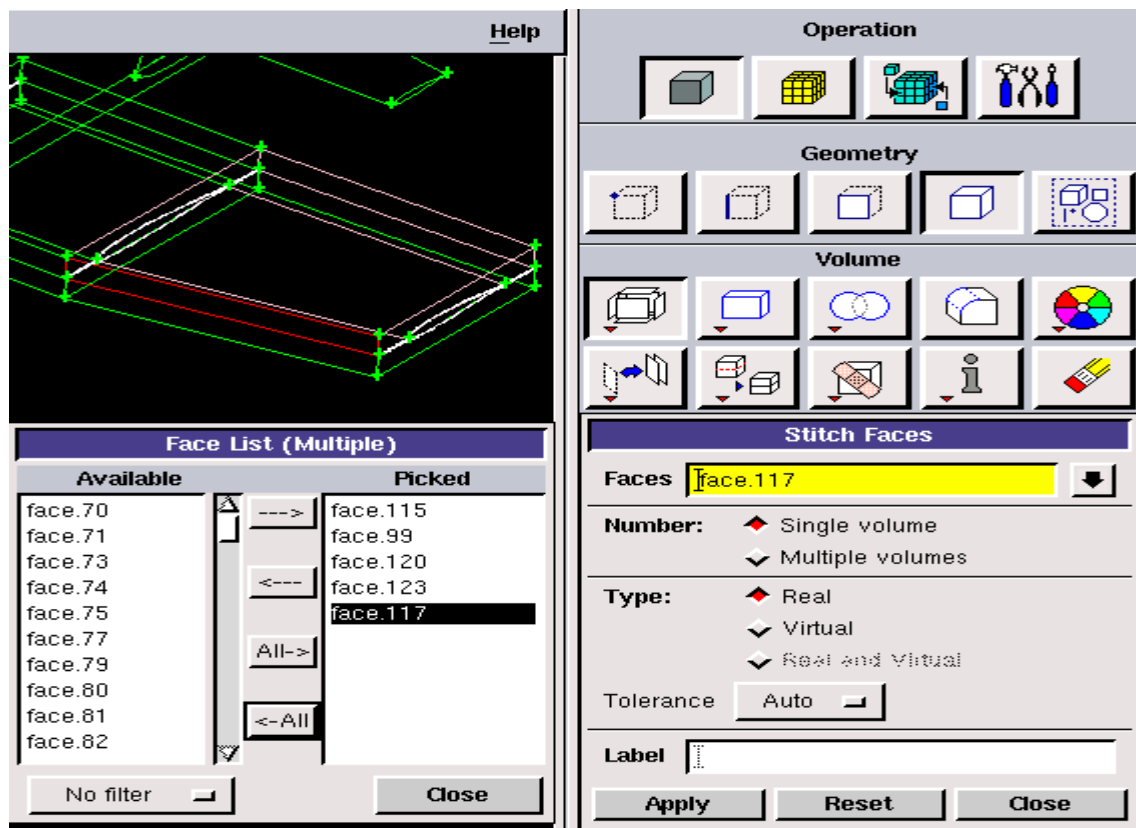 Help
Operation
Geometry
Volume
Face List (Multiple)
Available
Picked
face.70
face.71
face.73
face.74
face.75
face.77
face.79
face.80
face.81
face.82
--->
<---
All->
<-All
face.115
face.99
face.120
face.123
face.117
No filter
Close
Stitch Faces
Faces face.117
Number: Single volume
Multiple volumes
Type: Real
Virtual
Real and Virtual
Tolerance Auto
Label
Apply Reset Close